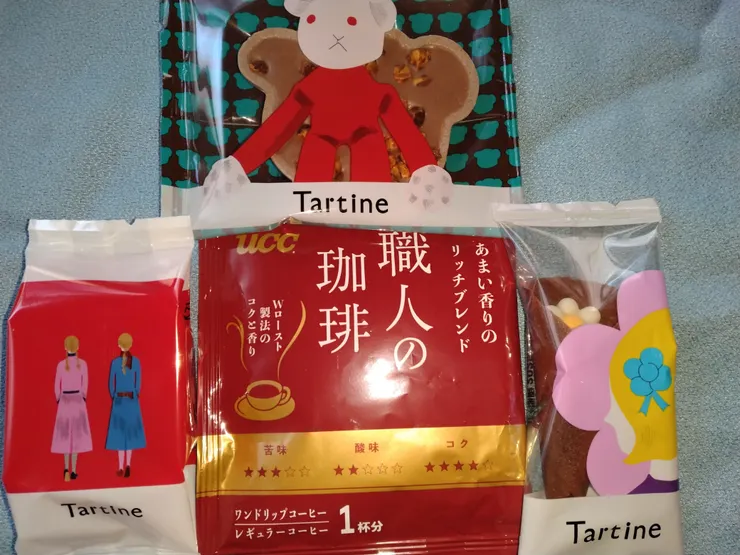 Tartine
ucc
職人の
珈琲
あまい香りの
リッチブレンド
Wロースト
製法の
コクと香り
苦味
酸味
コク
★★★☆☆
★★☆☆☆
★★★★☆
ワンドリップコーヒー
レギュラーコーヒー
1杯分
Tartine
Tartine